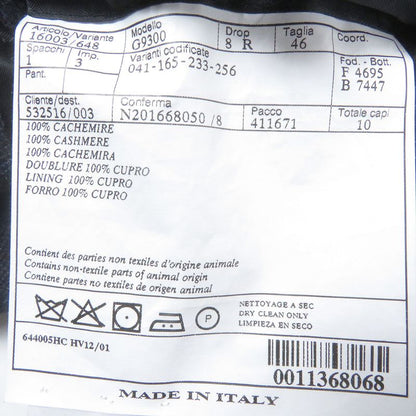 Articolo/Variante Modello Drop Taglia Coord.
16003/648 G9300 8 R 46
Spacchi Imp. Varianti codificate Fod. - Bott.
1 3 041-165-233-256 F 4695
Pant. B 7447
Cliente/dest. Conferma Pacco Totale capi
532516/003 N201668050 /8 411671 10
100% CACHEMIRE
100% CASHMERE
100% CACHEMIRA
DOUBLURE 100% CUPRO
LINING 100% CUPRO
FORRO 100% CUPRO
Contient des parties non textiles d'origine animale
Contains non-textile parts of animal origin
Contiene partes no textiles de origen animal
P
NETTOYAGE A SEC
DRY CLEAN ONLY
LIMPIEZA EN SECO
644005HC HV12/01
0011368068
MADE IN ITALY